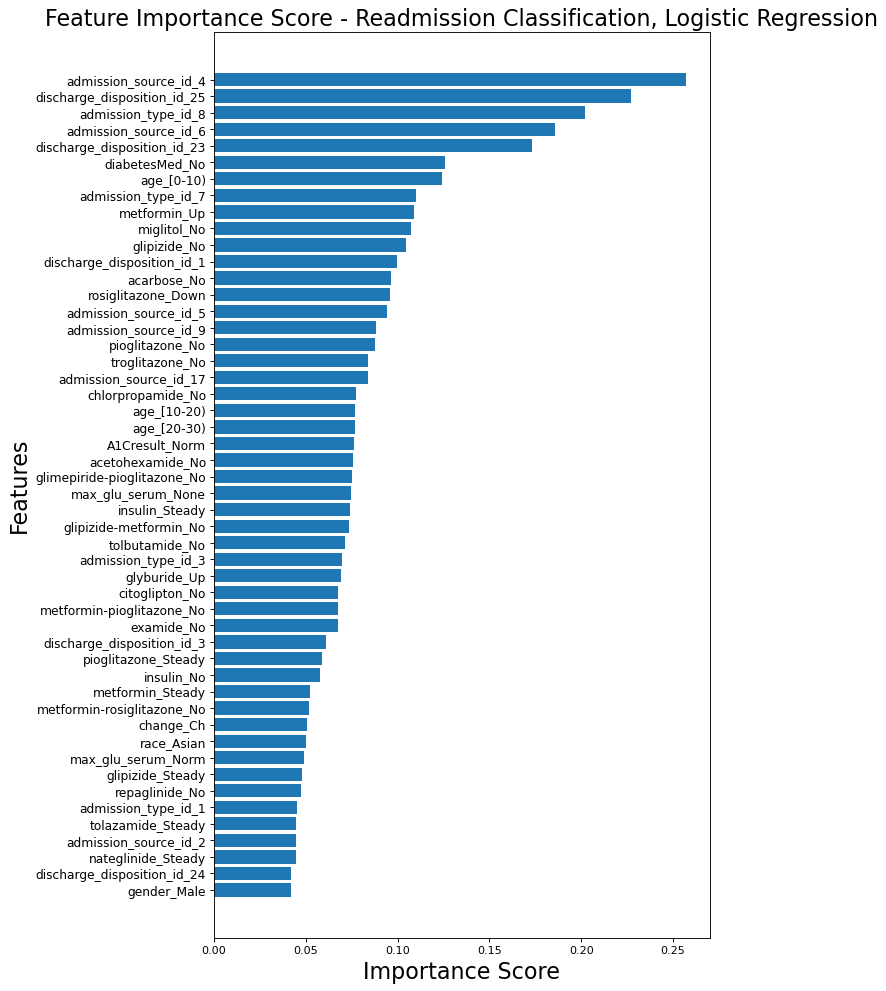 Feature Importance Score - Readmission Classification, Logistic Regression
admission_source_id_4
discharge_disposition_id_25
admission_type_id_8
admission_source_id_6
discharge_disposition_id_23
diabetesMed_No
age_[0-10)
admission_type_id_7
metformin_Up
miglitol_No
glipizide_No
discharge_disposition_id_1
acarbose_No
rosiglitazone_Down
admission_source_id_5
admission_source_id_9
pioglitazone_No
troglitazone_No
admission_source_id_17
chlorpropamide_No
age_[10-20)
age_[20-30)
A1Cresult_Norm
acetohexamide_No
glimepiride-pioglitazone_No
max_glu_serum_None
insulin_Steady
glipizide-metformin_No
tolbutamide_No
admission_type_id_3
glyburide_Up
citoglipton_No
metformin-pioglitazone_No
examide_No
discharge_disposition_id_3
pioglitazone_Steady
insulin_No
metformin_Steady
metformin-rosiglitazone_No
change_Ch
race_Asian
max_glu_serum_Norm
glipizide_Steady
repaglinide_No
admission_type_id_1
tolazamide_Steady
admission_source_id_2
nateglinide_Steady
discharge_disposition_id_24
gender_Male
Features
0.00 0.05 0.10 0.15 0.20 0.25
Importance Score